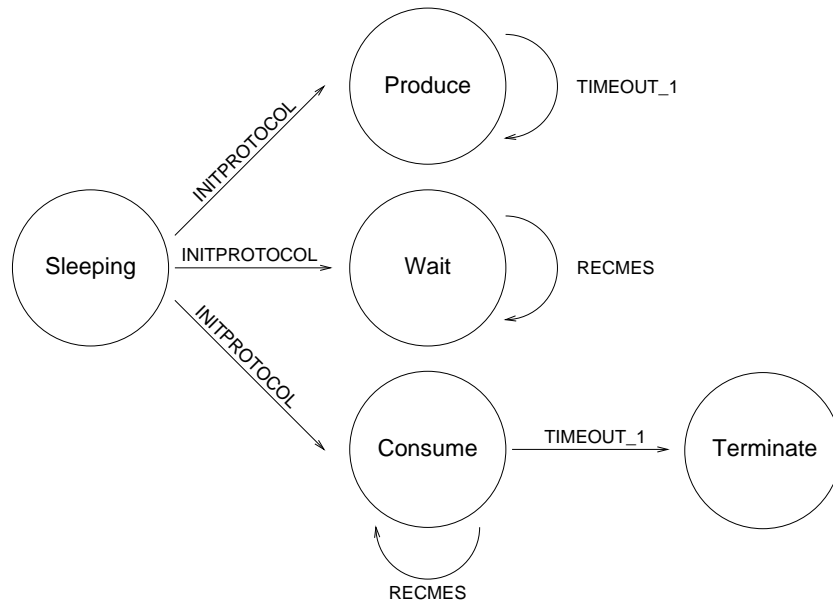 Produce
TIMEOUT_1
INITPROTOCOL
Sleeping
INITPROTOCOL
Wait
RECMES
INITPROTOCOL
Consume
TIMEOUT_1
Terminate
RECMES